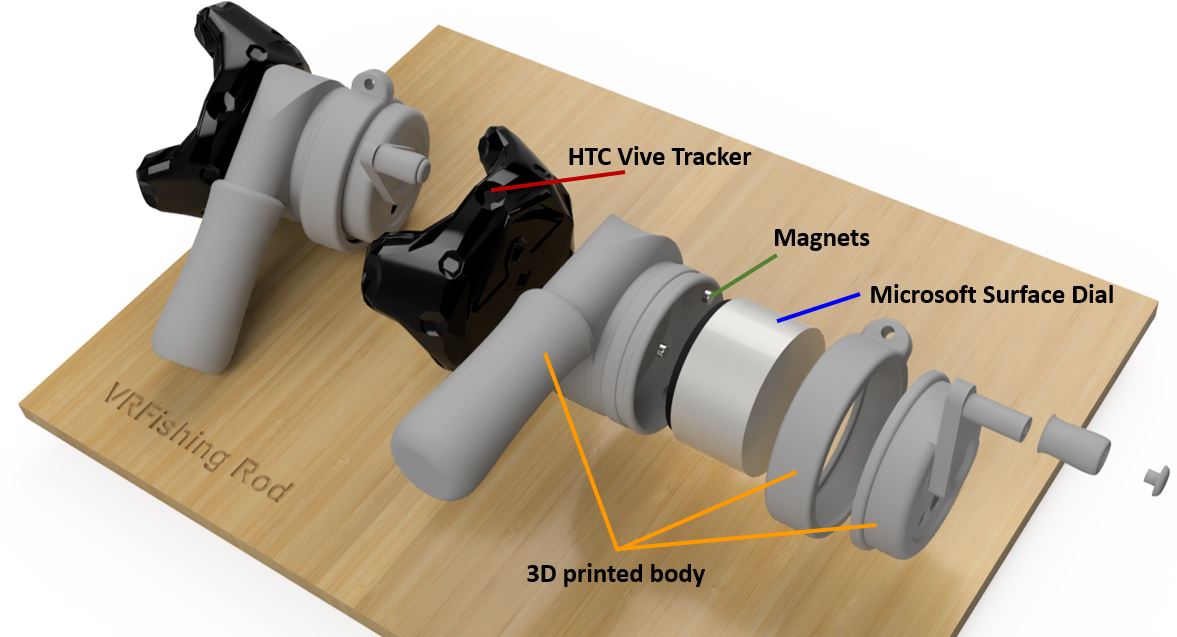 HTC Vive Tracker
Magnets
Microsoft Surface Dial
VRFishing Rod
3D printed body